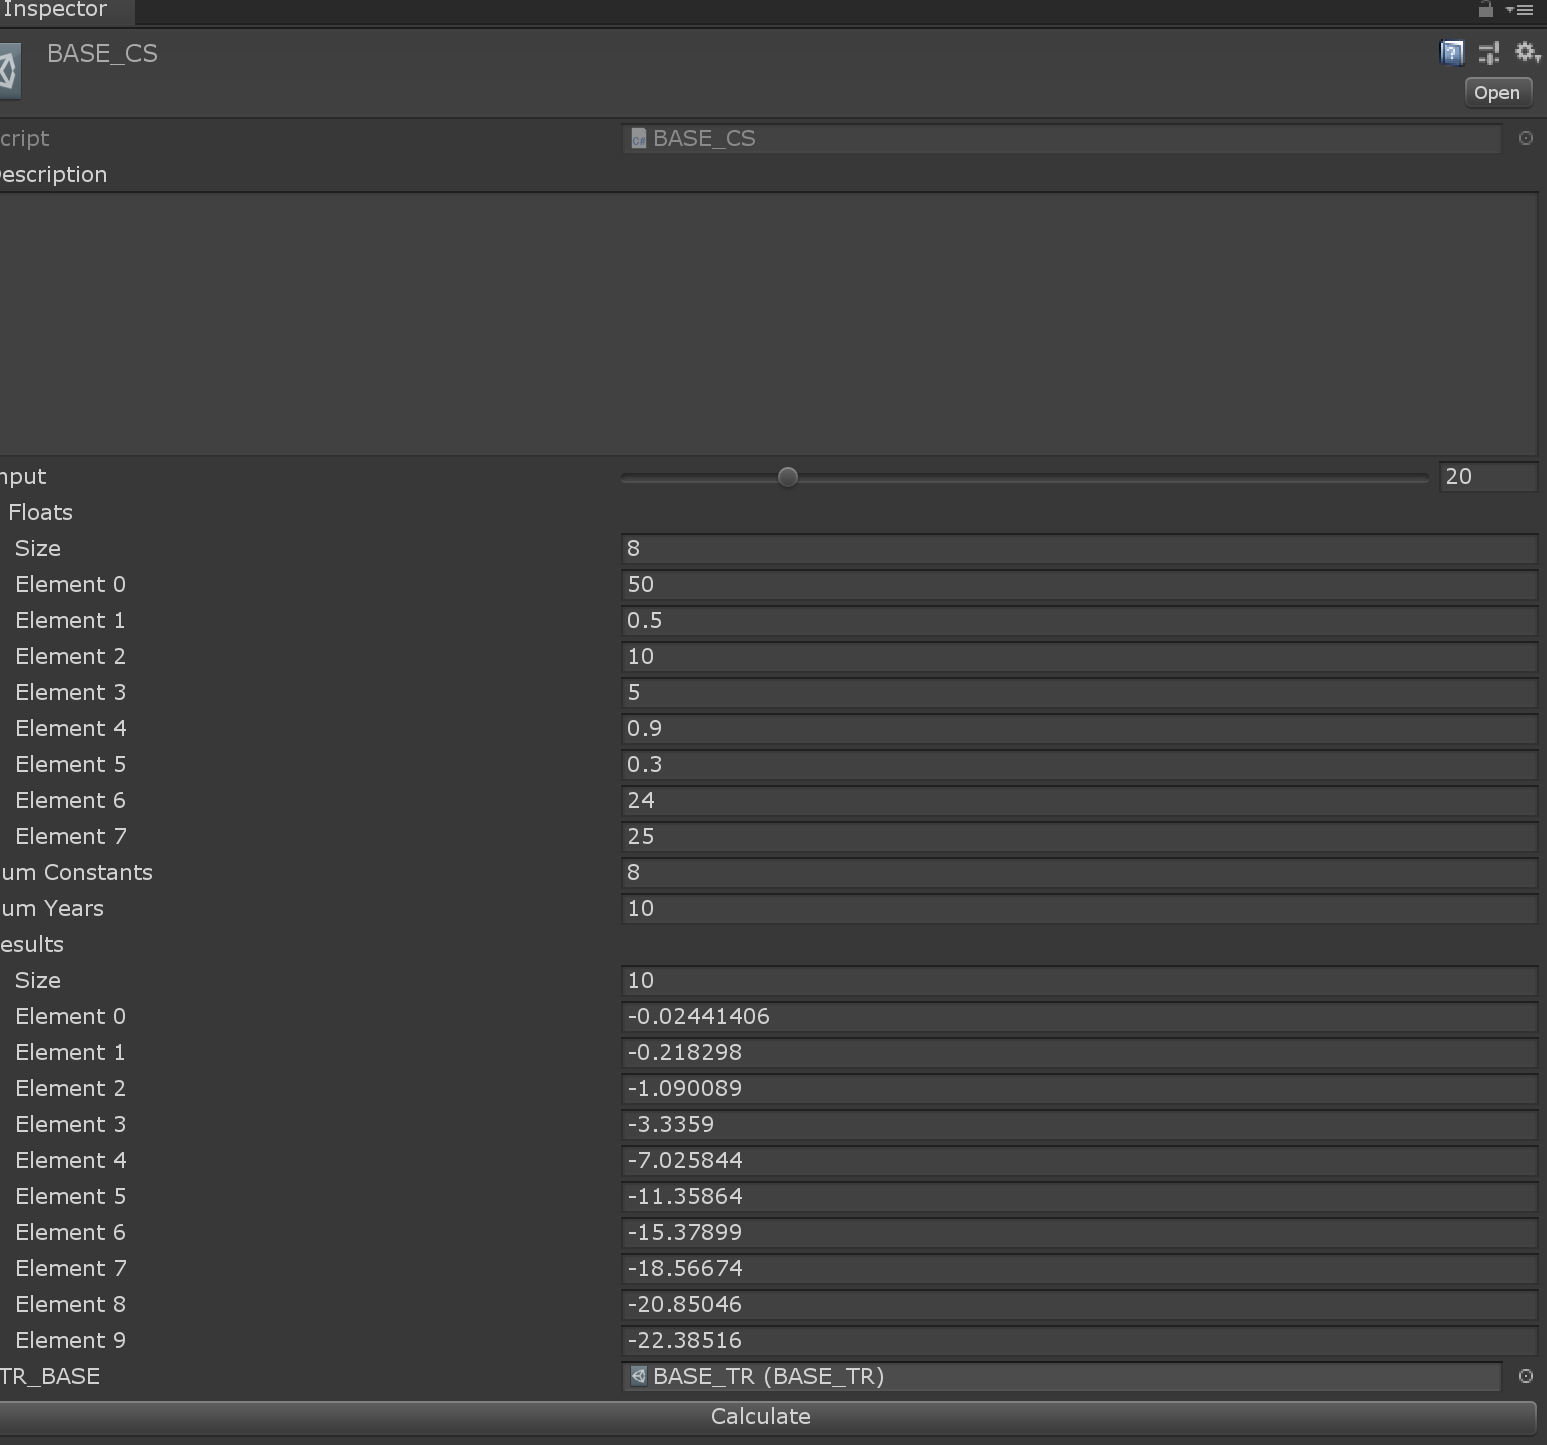 Inspector
BASE_CS
Open
cript BASE_CS
escription
nput 20
Floats
Size 8
Element 0 50
Element 1 0.5
Element 2 10
Element 3 5
Element 4 0.9
Element 5 0.3
Element 6 24
Element 7 25
um Constants 8
um Years 10
esults
Size 10
Element 0 -0.02441406
Element 1 -0.218298
Element 2 -1.090089
Element 3 -3.3359
Element 4 -7.025844
Element 5 -11.35864
Element 6 -15.37899
Element 7 -18.56674
Element 8 -20.85046
Element 9 -22.38516
TR_BASE BASE_TR (BASE_TR)
Calculate